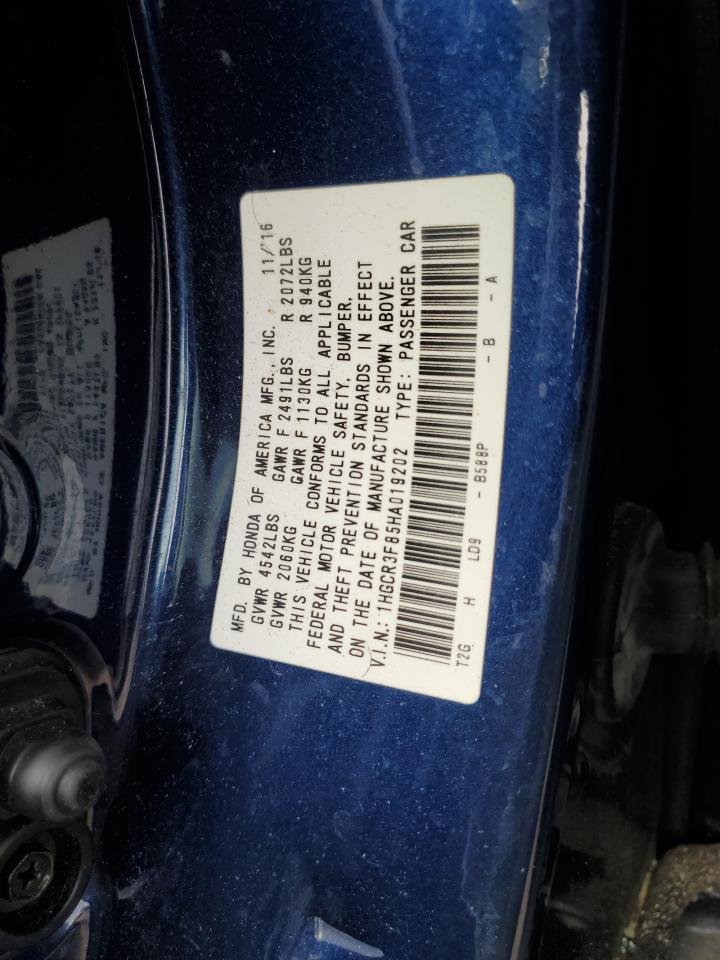 MFD. BY HONDA OF AMERICA MFG., INC. 11/'16
GVWR 4542LBS GAWR F 2491LBS R 2072LBS
GVWR 2060KG GAWR F 1130KG R 940KG
THIS VEHICLE CONFORMS TO ALL APPLICABLE
FEDERAL MOTOR VEHICLE SAFETY, BUMPER,
AND THEFT PREVENTION STANDARDS IN EFFECT
ON THE DATE OF MANUFACTURE SHOWN ABOVE.
V.I.N.: 1HGCR3F85HA019202 TYPE: PASSENGER CAR
T2G H LD9 - B588P - B - A